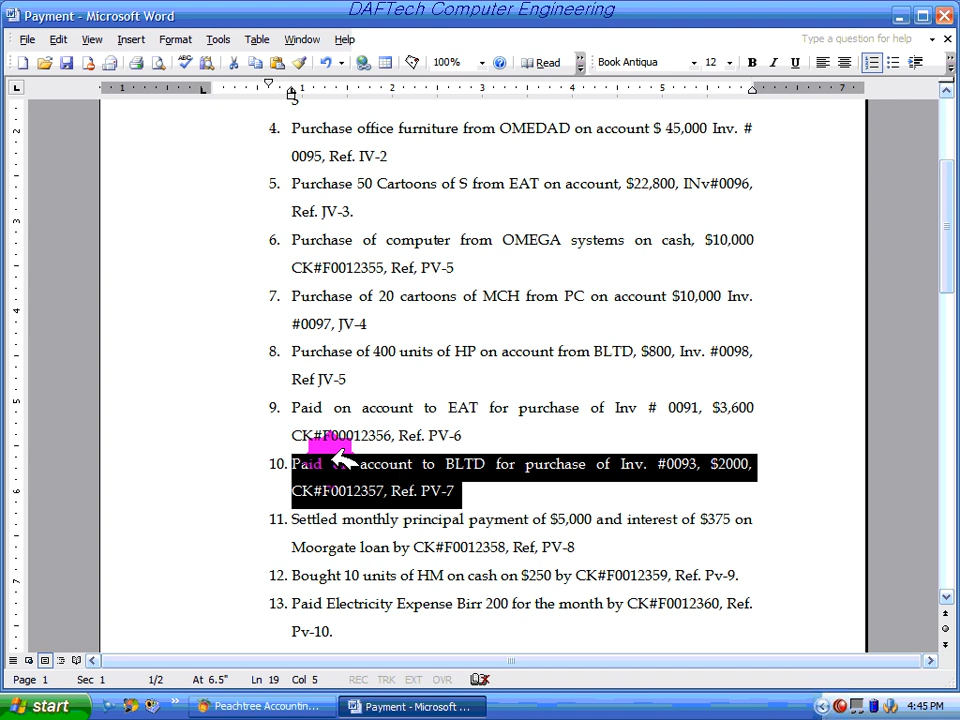 DAFTech Computer Engineering
Payment - Microsoft Word
File Edit View Insert Format Tools Table Window Help
Type a question for help
100% Read Book Antiqua 12 B I U
1 1 2 3 4 5 7
4. Purchase office furniture from OMEDAD on account $ 45,000 Inv. #
0095, Ref. IV-2
5. Purchase 50 Cartoons of S from EAT on account, $22,800, INv#0096,
Ref. JV-3.
6. Purchase of computer from OMEGA systems on cash, $10,000
CK#F0012355, Ref, PV-5
7. Purchase of 20 cartoons of MCH from PC on account $10,000 Inv.
#0097, JV-4
8. Purchase of 400 units of HP on account from BLTD, $800, Inv. #0098,
Ref JV-5
9. Paid on account to EAT for purchase of Inv # 0091, $3,600
CK#F00012356, Ref. PV-6
10. Paid on account to BLTD for purchase of Inv. #0093, $2000,
CK#F0012357, Ref. PV-7
11. Settled monthly principal payment of $5,000 and interest of $375 on
Moorgate loan by CK#F0012358, Ref, PV-8
12. Bought 10 units of HM on cash on $250 by CK#F0012359, Ref. Pv-9.
13. Paid Electricity Expense Birr 200 for the month by CK#F0012360, Ref.
Pv-10.
Page 1 Sec 1 1/2 At 6.5" Ln 19 Col 5 REC TRK EXT OVR
start Peachtree Accountin... Payment - Microsoft ... 4:45 PM